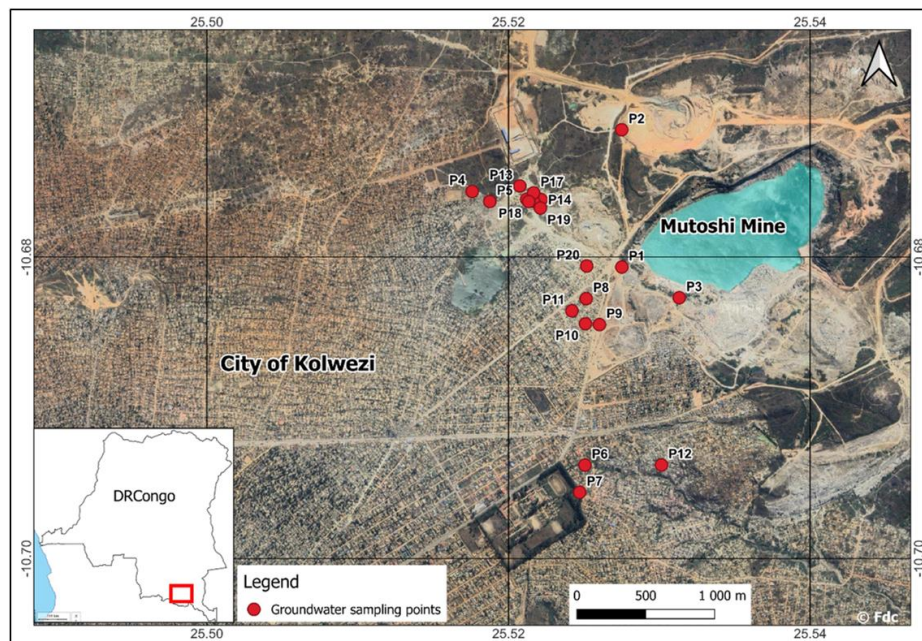 25.50
25.52
25.54
P2
P4
P13
P17
P5
P14
P18
P19
Mutoshi Mine
-10.68
-10.68
P20
P1
P8
P3
P11
P10
P9
City of Kolwezi
P6
P12
P7
DRCongo
-10.70
-10.70
Legend
Groundwater sampling points
0
500
1 000 m
© Fdc
25.50
25.52
25.54